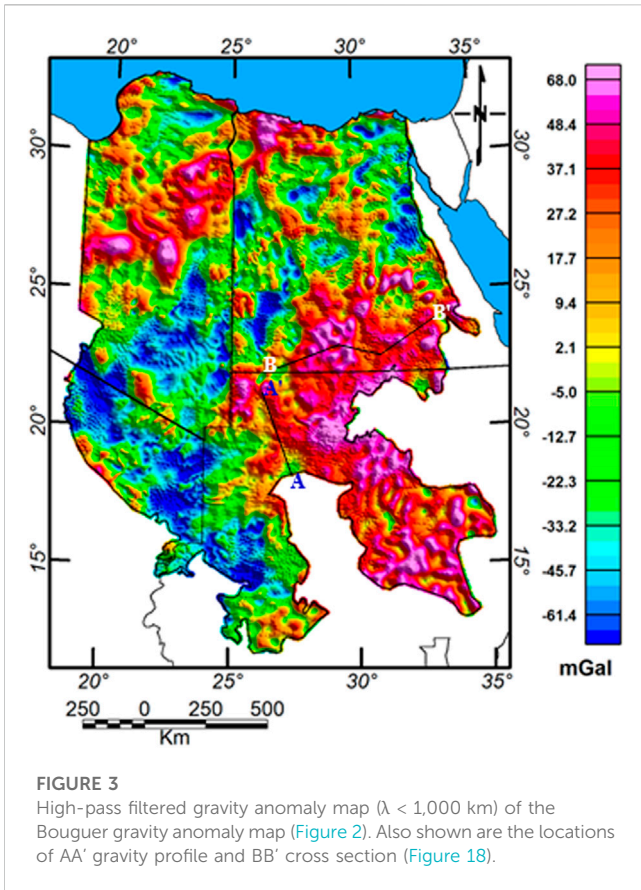 20° 25° 30° 35°
N
30° 30°
25° 25°
20° 20°
15° 15°
B'
B
A'
A
20° 25° 30° 35°
250 0 250 500
Km
68.0
48.4
37.1
27.2
17.7
9.4
2.1
-5.0
-12.7
-22.3
-33.2
-45.7
-61.4
mGal
FIGURE 3
High-pass filtered gravity anomaly map (λ < 1,000 km) of the
Bouguer gravity anomaly map (Figure 2). Also shown are the locations
of AA' gravity profile and BB' cross section (Figure 18).